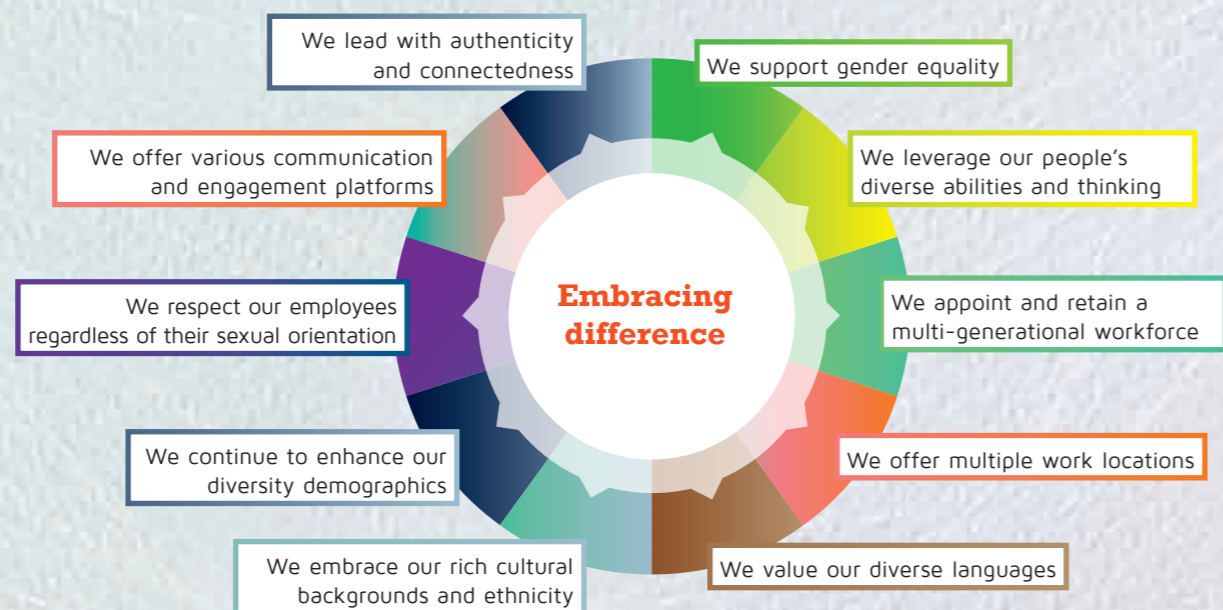 We lead with authenticity
and connectedness
We support gender equality
We offer various communication
and engagement platforms
We leverage our people’s
diverse abilities and thinking
Embracing
difference
We respect our employees
regardless of their sexual orientation
We appoint and retain a
multi-generational workforce
We continue to enhance our
diversity demographics
We offer multiple work locations
We embrace our rich cultural
backgrounds and ethnicity
We value our diverse languages